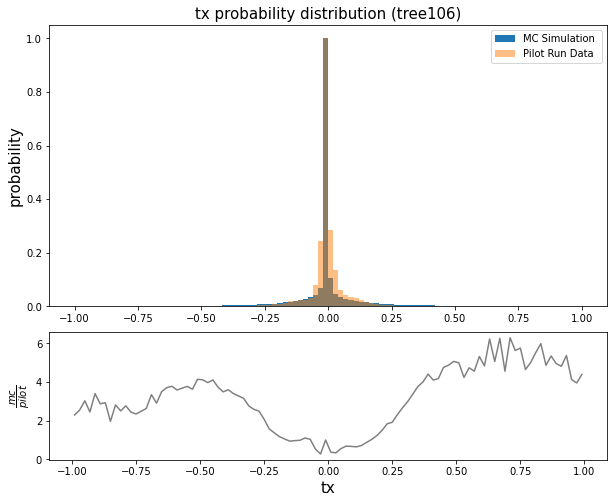 tx probability distribution (tree106)
MC Simulation
Pilot Run Data
probability
1.0
0.8
0.6
0.4
0.2
0.0
-1.00 -0.75 -0.50 -0.25 0.00 0.25 0.50 0.75 1.00
mc
pilot
6
4
2
0
-1.00 -0.75 -0.50 -0.25 0.00 0.25 0.50 0.75 1.00
tx